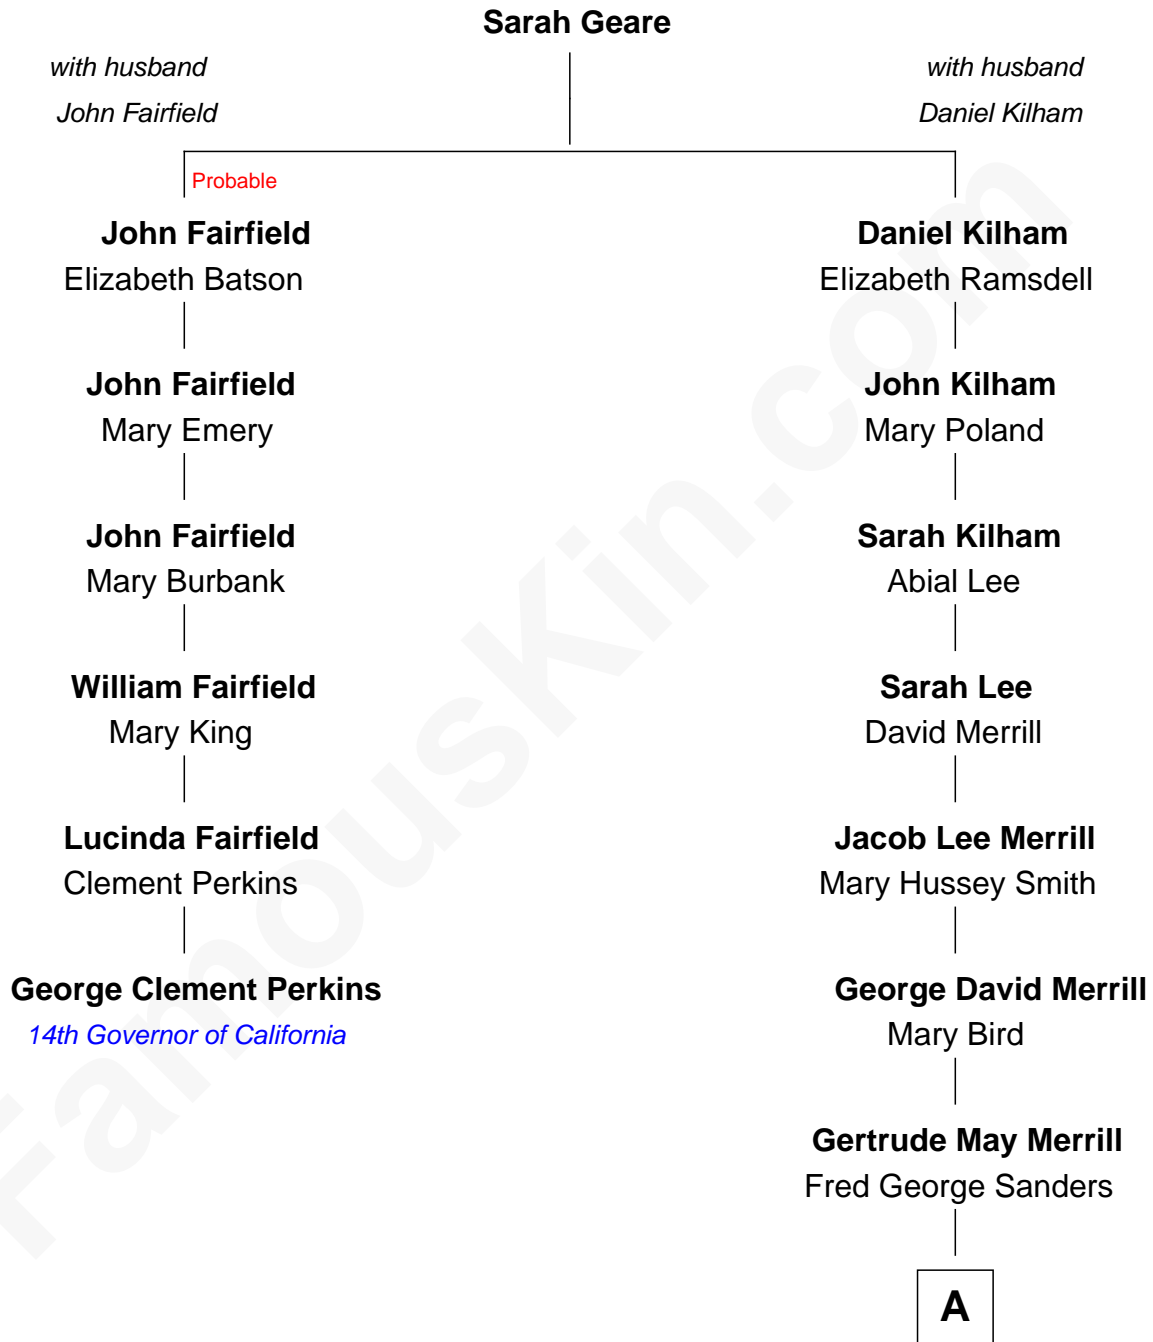 Sarah Geare
with husband
John Fairfield
with husband
Daniel Kilham
Probable
John Fairfield
Elizabeth Batson
Daniel Kilham
Elizabeth Ramsdell
John Fairfield
Mary Emery
John Kilham
Mary Poland
John Fairfield
Mary Burbank
Sarah Kilham
Abial Lee
William Fairfield
Mary King
Sarah Lee
David Merrill
Lucinda Fairfield
Clement Perkins
Jacob Lee Merrill
Mary Hussey Smith
George Clement Perkins
14th Governor of California
George David Merrill
Mary Bird
Gertrude May Merrill
Fred George Sanders
A
FamousKin.com